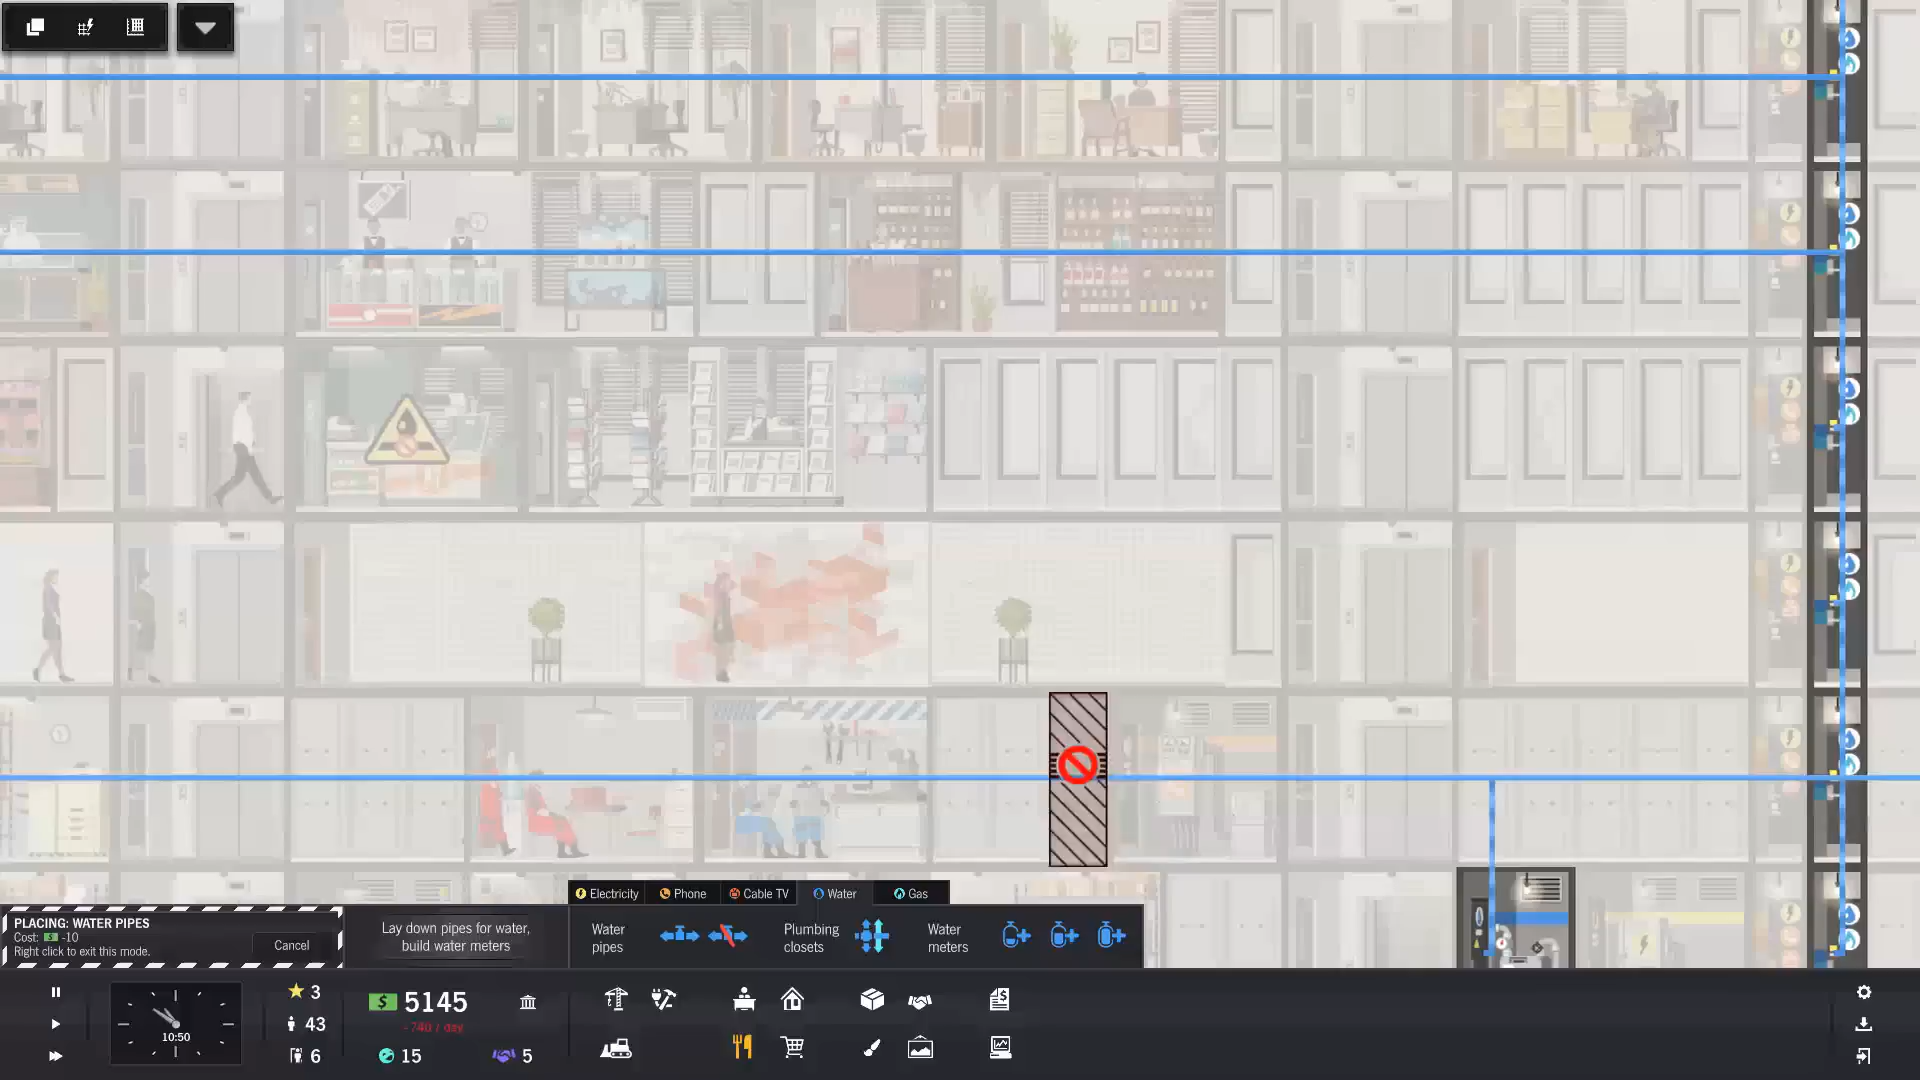 Electricity
Phone
Cable TV
Water
Gas
PLACING: WATER PIPES
Cost: $ -10
Right click to exit this mode.
Cancel
Lay down pipes for water,
build water meters
Water
pipes
Plumbing
closets
Water
meters
10:50
3
43
6
$ 5145
-740 / day
15
5